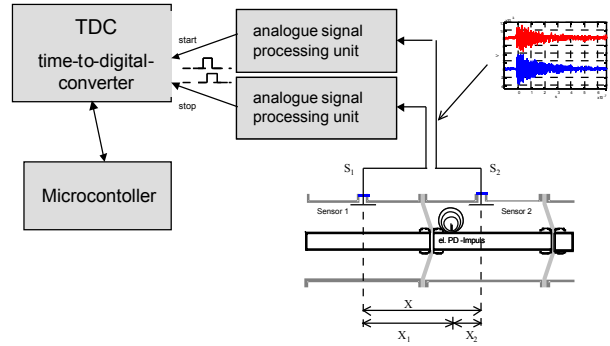 TDC
time-to-digital-
converter
start
stop
analogue signal
processing unit
analogue signal
processing unit
Microcontoller
S1
S2
Sensor 1
Sensor 2
el. PD -Impuls
X
X1
X2